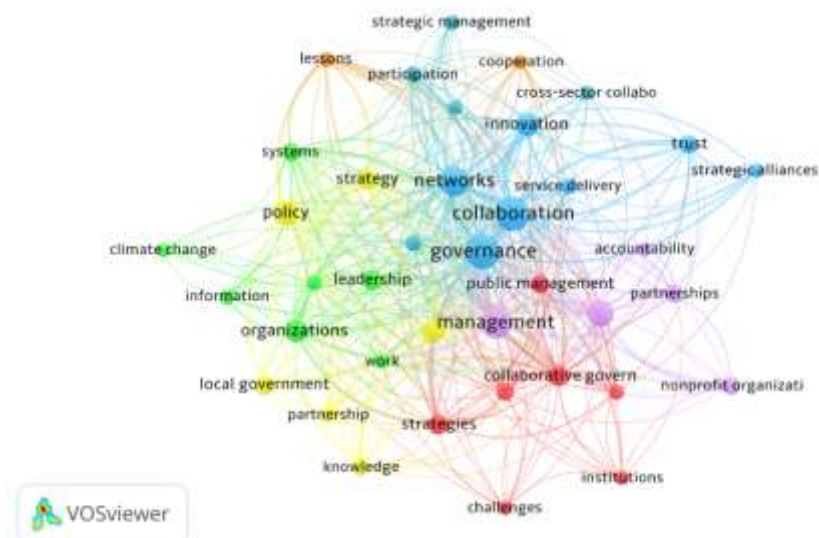 strategic management
lessons
cooperation
participation
cross-sector collabo
innovation
systems
trust
strategic alliances
strategy
networks
service delivery
policy
collaboration
climate change
governance
accountability
leadership
public management
information
partnerships
organizations
management
work
collaborative govern
local government
nonprofit organizati
partnership
strategies
knowledge
institutions
challenges
VOSviewer